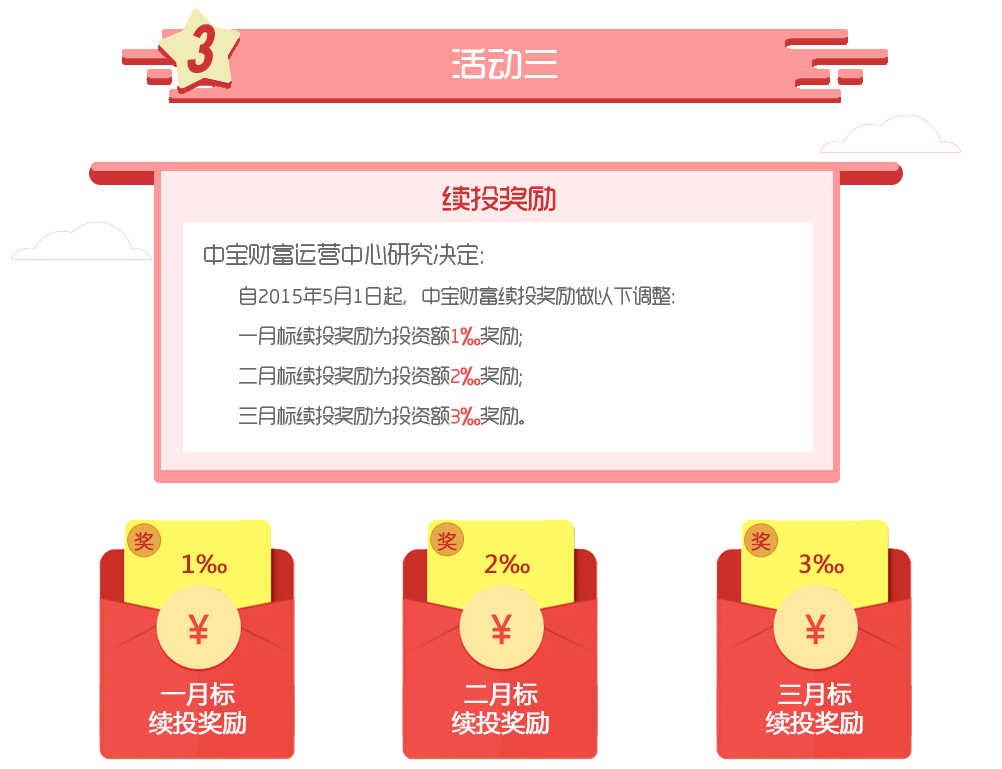 3
活动三
续投奖励
中宝财富运营中心研究决定:
自2015年5月1日起，中宝财富续投奖励做以下调整:
一月标续投奖励为投资额1‰奖励;
二月标续投奖励为投资额2‰奖励;
三月标续投奖励为投资额3‰奖励。
奖
1‰
¥
一月标
续投奖励
奖
2‰
¥
二月标
续投奖励
奖
3‰
¥
三月标
续投奖励